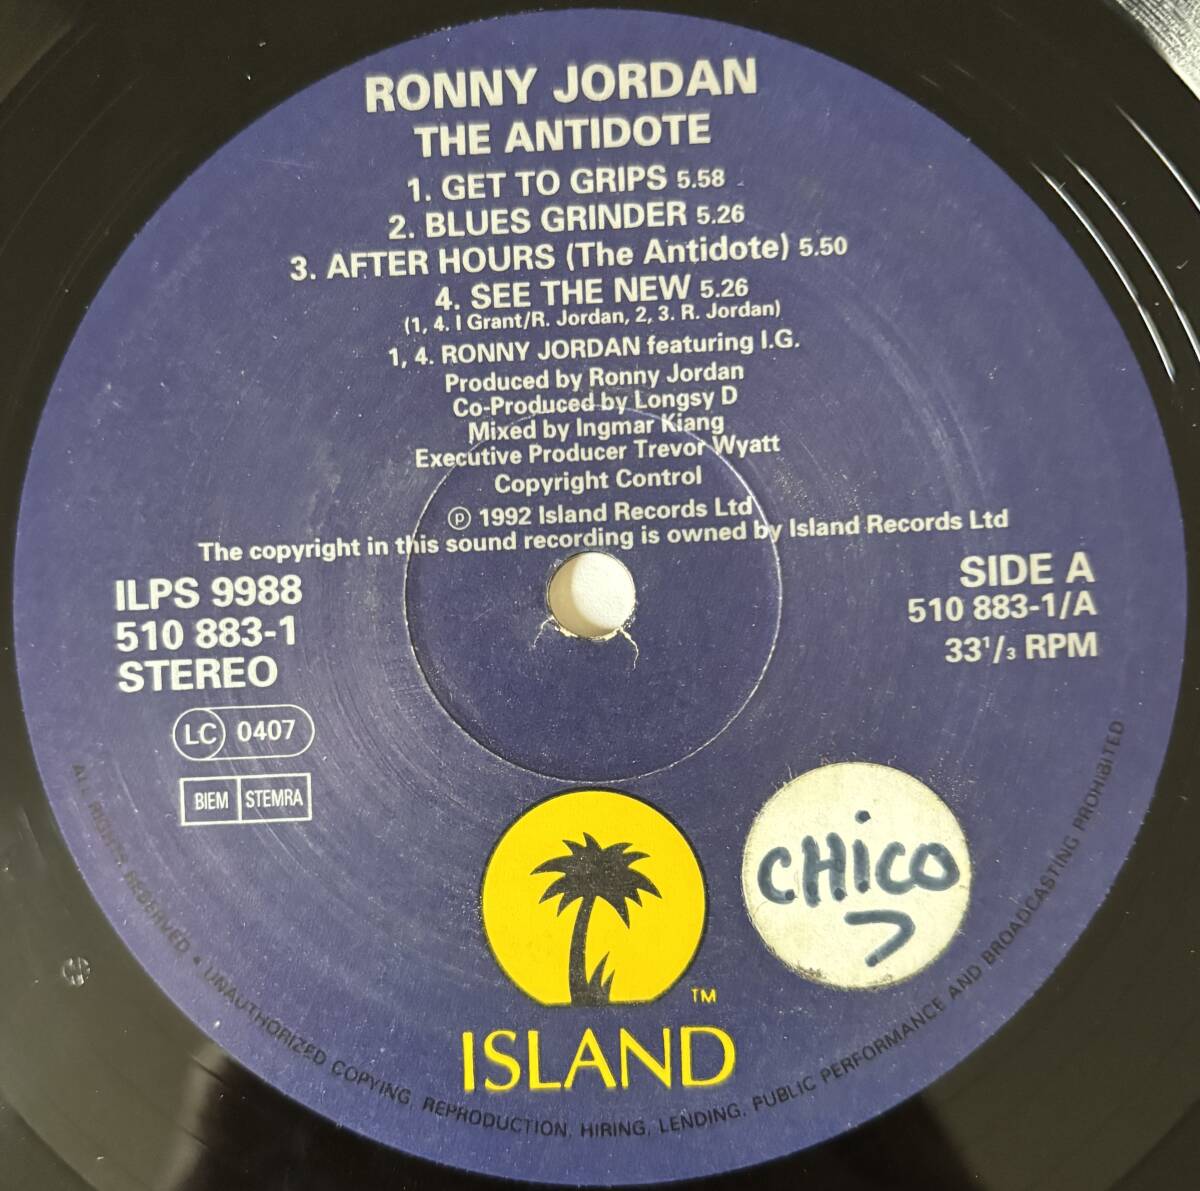 RONNY JORDAN
THE ANTIDOTE
1. GET TO GRIPS 5.58
2. BLUES GRINDER 5.26
3. AFTER HOURS (The Antidote) 5.50
4. SEE THE NEW 5.26
(1, 4. I Grant/R. Jordan, 2, 3. R. Jordan)
1, 4. RONNY JORDAN featuring I.G.
Produced by Ronny Jordan
Co-Produced by Longsy D
Mixed by Ingmar Kiang
Executive Producer Trevor Wyatt
Copyright Control
℗ 1992 Island Records Ltd
The copyright in this sound recording is owned by Island Records Ltd
ILPS 9988
510 883-1
STEREO
SIDE A
510 883-1/A
33 1/3 RPM
LC 0407
BIEM STEMRA
CHiCO
7
TM
ISLAND
ALL RIGHTS RESERVED • UNAUTHORIZED COPYING, REPRODUCTION, HIRING, LENDING, PUBLIC PERFORMANCE AND BROADCASTING PROHIBITED